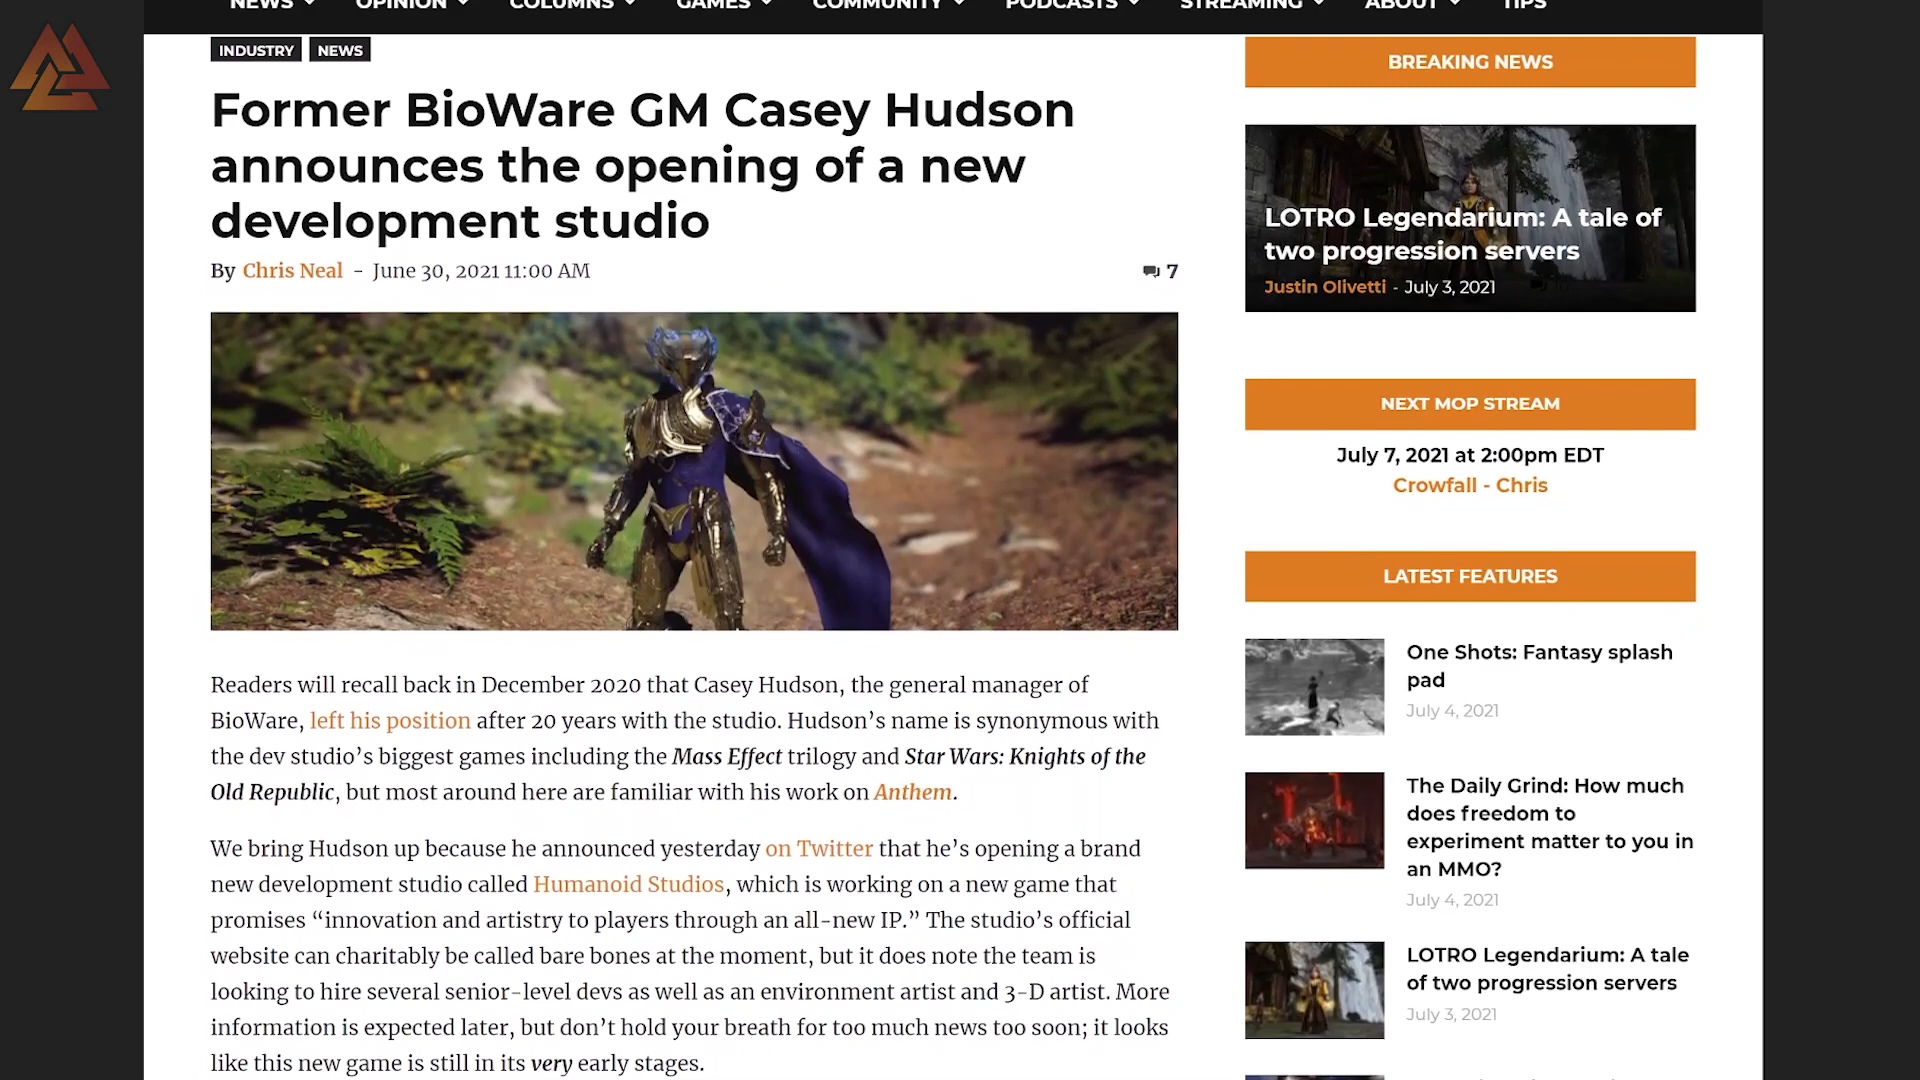 NEWS OPINION COLUMNS GAMES COMMUNITY PODCASTS STREAMING ABOUT TIPS
INDUSTRY NEWS
Former BioWare GM Casey Hudson
announces the opening of a new
development studio
By Chris Neal - June 30, 2021 11:00 AM
7
Readers will recall back in December 2020 that Casey Hudson, the general manager of
BioWare, left his position after 20 years with the studio. Hudson’s name is synonymous with
the dev studio’s biggest games including the Mass Effect trilogy and Star Wars: Knights of the
Old Republic, but most around here are familiar with his work on Anthem.
We bring Hudson up because he announced yesterday on Twitter that he’s opening a brand
new development studio called Humanoid Studios, which is working on a new game that
promises “innovation and artistry to players through an all-new IP.” The studio’s official
website can charitably be called bare bones at the moment, but it does note the team is
looking to hire several senior-level devs as well as an environment artist and 3-D artist. More
information is expected later, but don’t hold your breath for too much news too soon; it looks
like this new game is still in its very early stages.
BREAKING NEWS
LOTRO Legendarium: A tale of
two progression servers
Justin Olivetti - July 3, 2021
NEXT MOP STREAM
July 7, 2021 at 2:00pm EDT
Crowfall - Chris
LATEST FEATURES
One Shots: Fantasy splash
pad
July 4, 2021
The Daily Grind: How much
does freedom to
experiment matter to you in
an MMO?
July 4, 2021
LOTRO Legendarium: A tale
of two progression servers
July 3, 2021